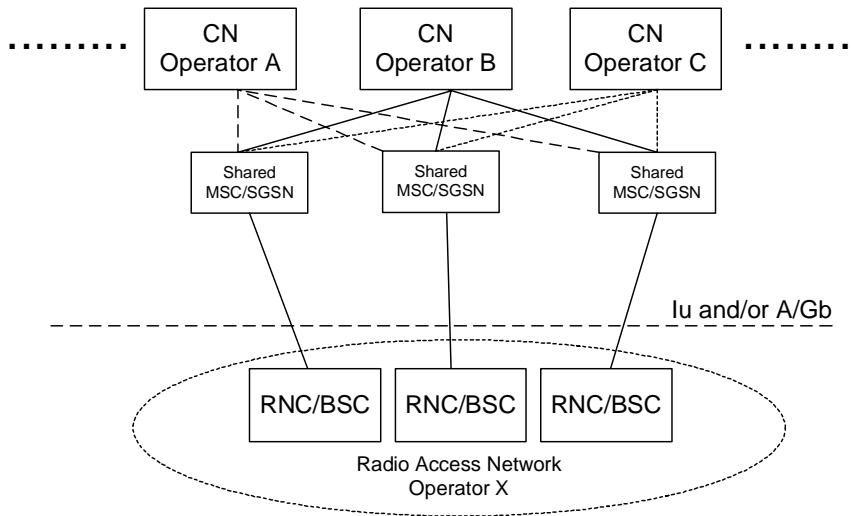 CN
Operator A
CN
Operator B
CN
Operator C
Shared
MSC/SGSN
Shared
MSC/SGSN
Shared
MSC/SGSN
Iu and/or A/Gb
RNC/BSC
RNC/BSC
RNC/BSC
Radio Access Network
Operator X